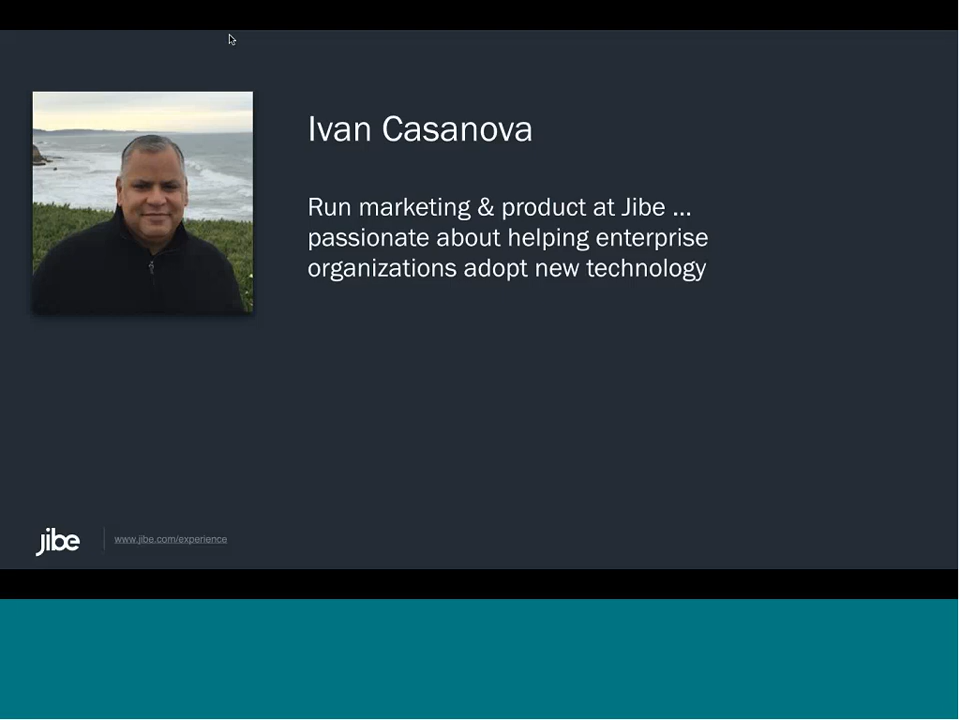 Ivan Casanova
Run marketing & product at Jibe ...
passionate about helping enterprise
organizations adopt new technology
jibe
www.jibe.com/experience